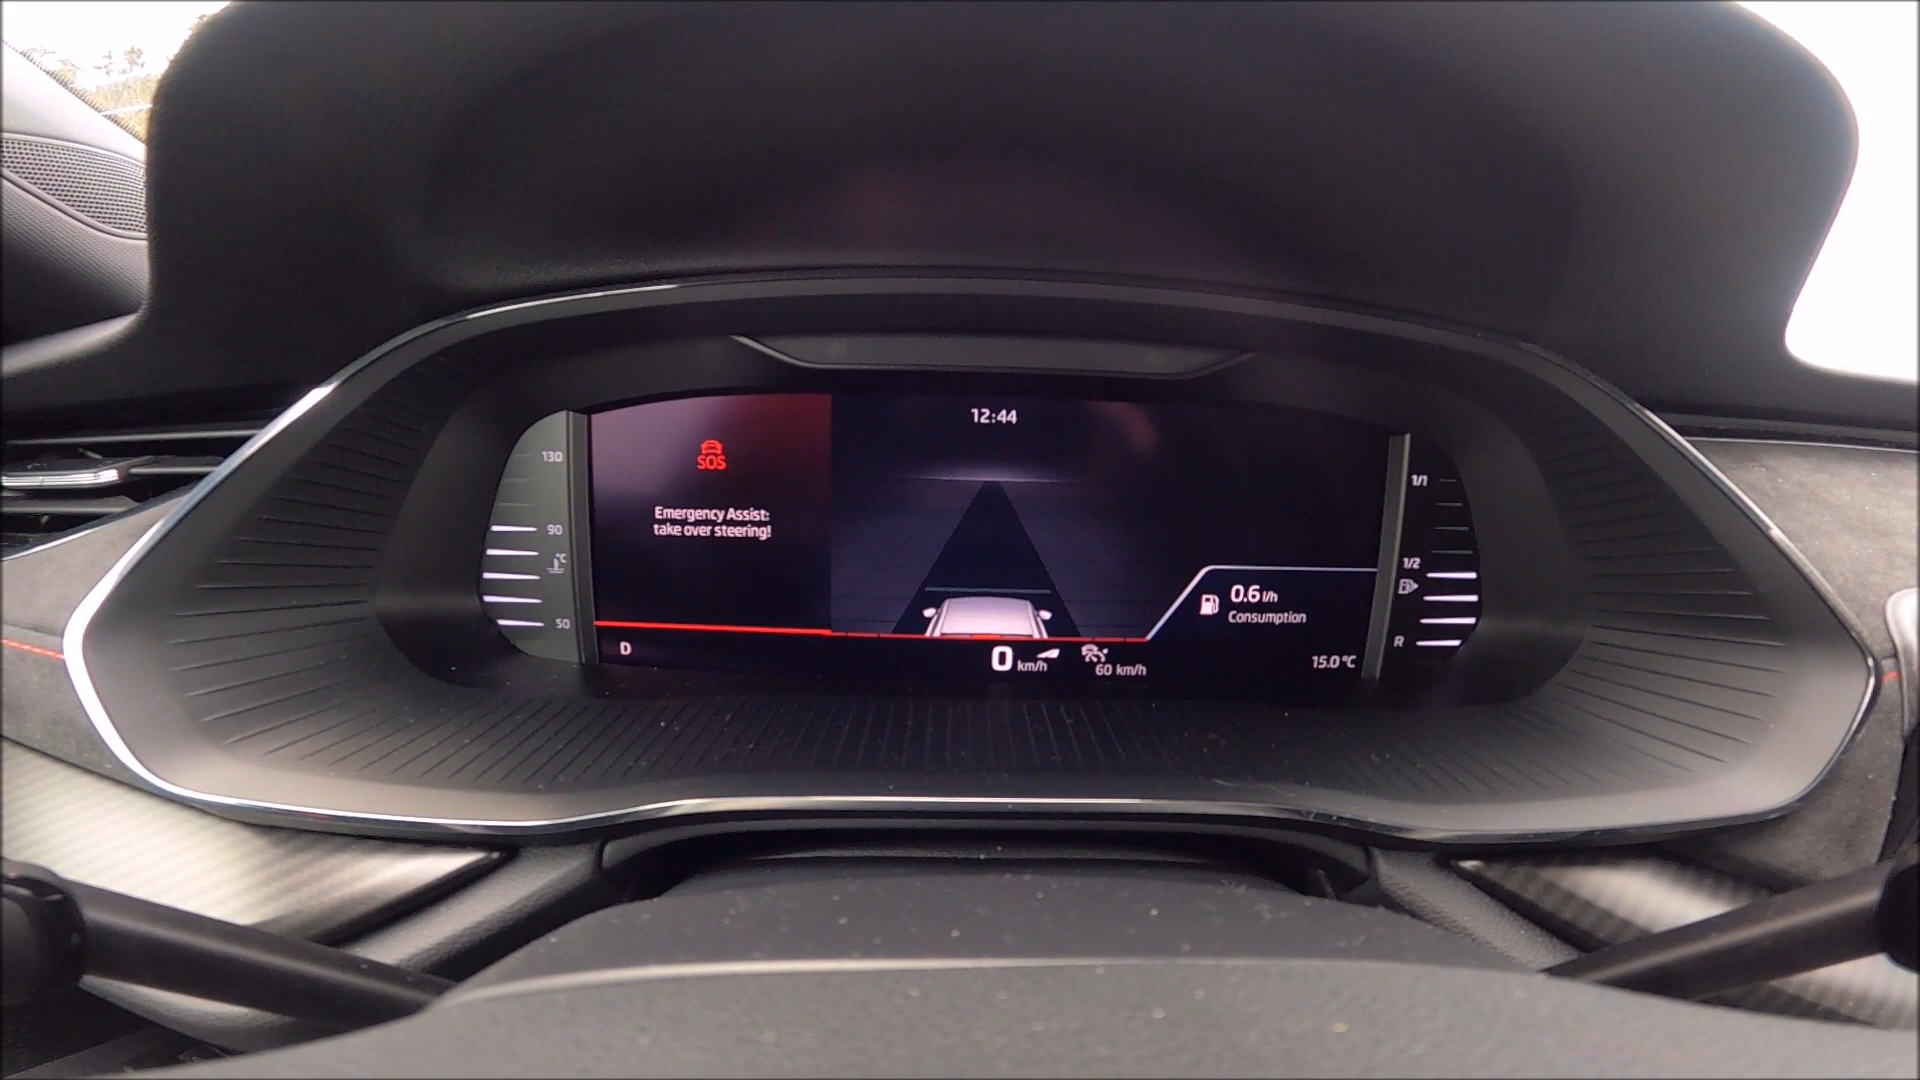 12:44
130
SOS
1/1
Emergency Assist:
take over steering!
90
°C
1/2
0.6 l/h
Consumption
50
R
D
0 km/h
60 km/h
15.0 °C